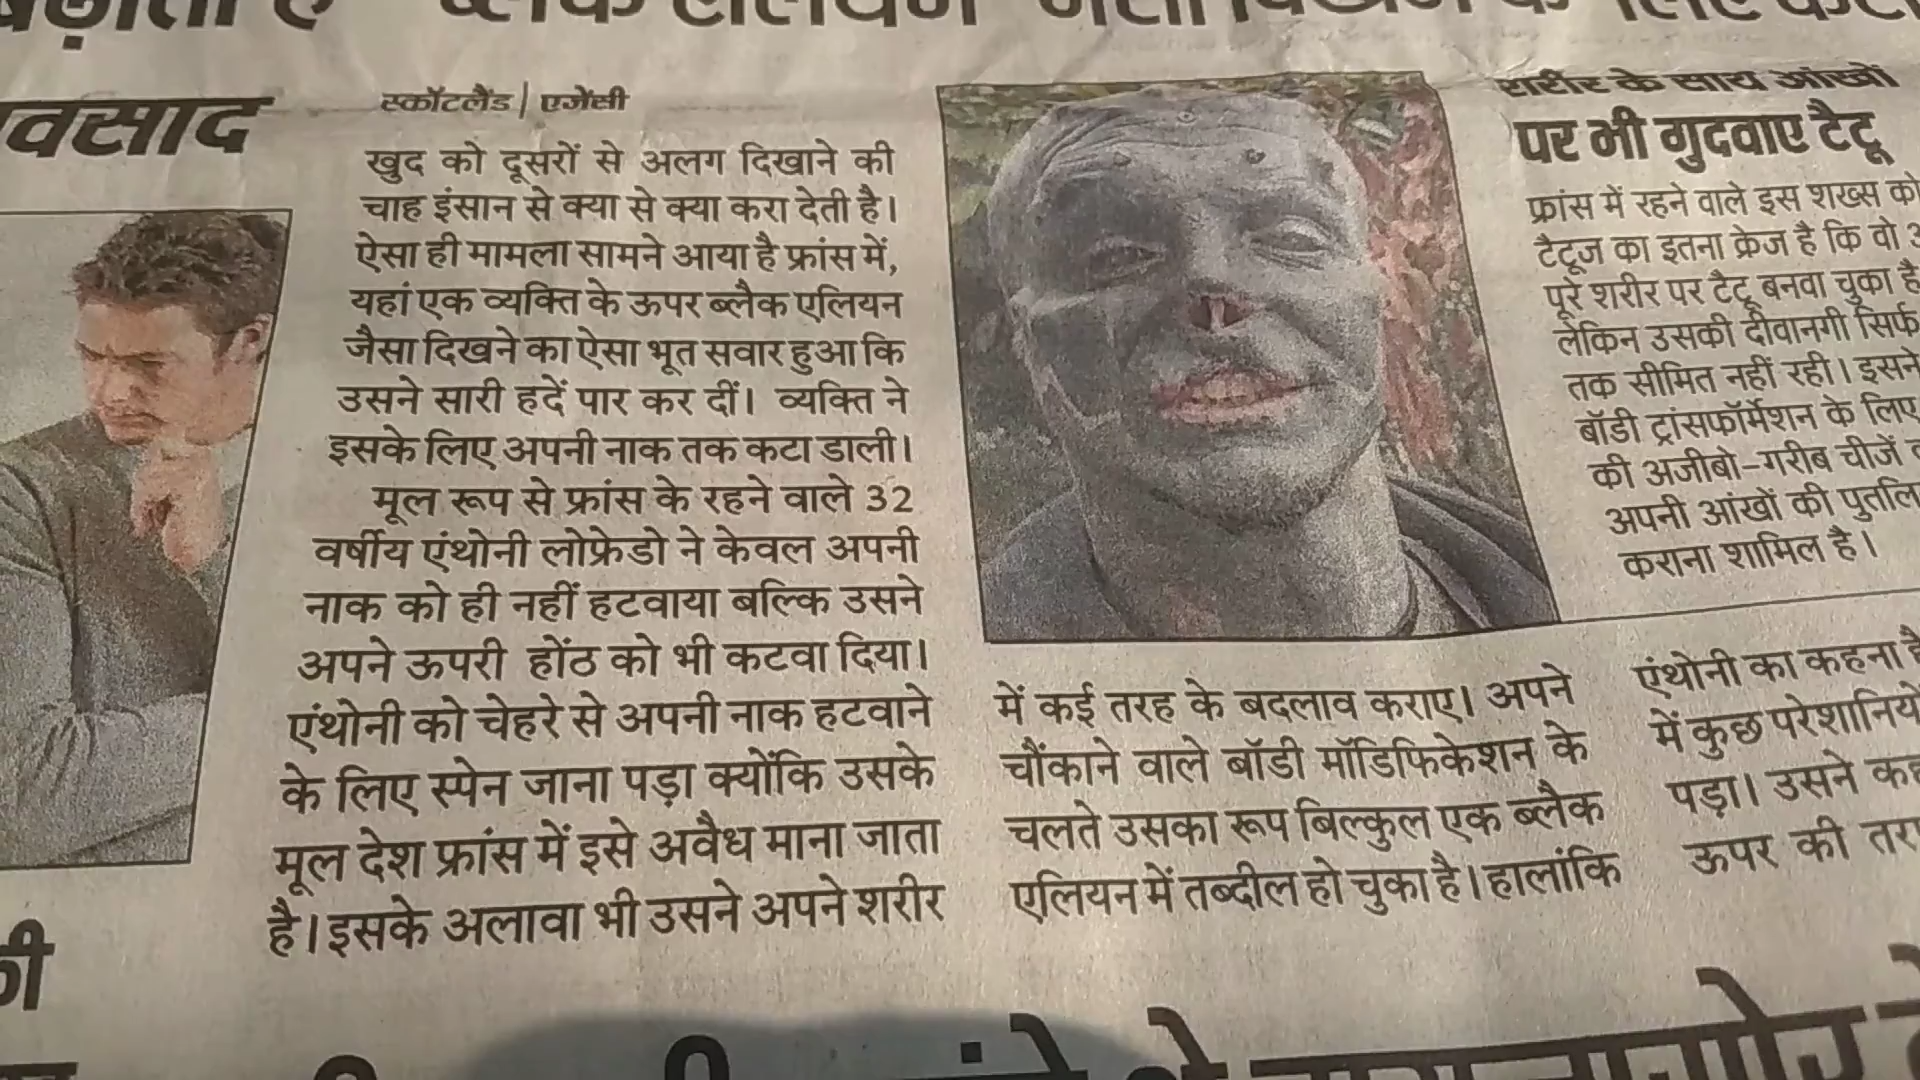 वसाद
स्कॉटलैंड | एजेंसी
खुद को दूसरों से अलग दिखाने की
चाह इंसान से क्या से क्या करा देती है।
ऐसा ही मामला सामने आया है फ्रांस में,
यहां एक व्यक्ति के ऊपर ब्लैक एलियन
जैसा दिखने का ऐसा भूत सवार हुआ कि
उसने सारी हदें पार कर दीं। व्यक्ति ने
इसके लिए अपनी नाक तक कटा डाली।
मूल रूप से फ्रांस के रहने वाले 32
वर्षीय एंथोनी लोफ्रेडो ने केवल अपनी
नाक को ही नहीं हटवाया बल्कि उसने
अपने ऊपरी होंठ को भी कटवा दिया।
एंथोनी को चेहरे से अपनी नाक हटवाने
के लिए स्पेन जाना पड़ा क्योंकि उसके
मूल देश फ्रांस में इसे अवैध माना जाता
है। इसके अलावा भी उसने अपने शरीर
में कई तरह के बदलाव कराए। अपने
चौंकाने वाले बॉडी मॉडिफिकेशन के
चलते उसका रूप बिल्कुल एक ब्लैक
एलियन में तब्दील हो चुका है। हालांकि
एंथोनी का कहना है
में कुछ
पड़ा। उसने
ऊपर की
शरीर के साथ आंखों
पर भी गुदवाए टैटू
फ्रांस में रहने वाले इस शख्स को
टैटूज का इतना क्रेज है कि वो
पूरे शरीर पर टैटू बनवा चुका है
लेकिन उसकी दीवानगी सिर्फ
तक सीमित नहीं रही। इसने
बॉडी ट्रांसफॉर्मेशन के लिए
की अजीबो-गरीब चीजें
अपनी आंखों की
कराना शामिल है।
की